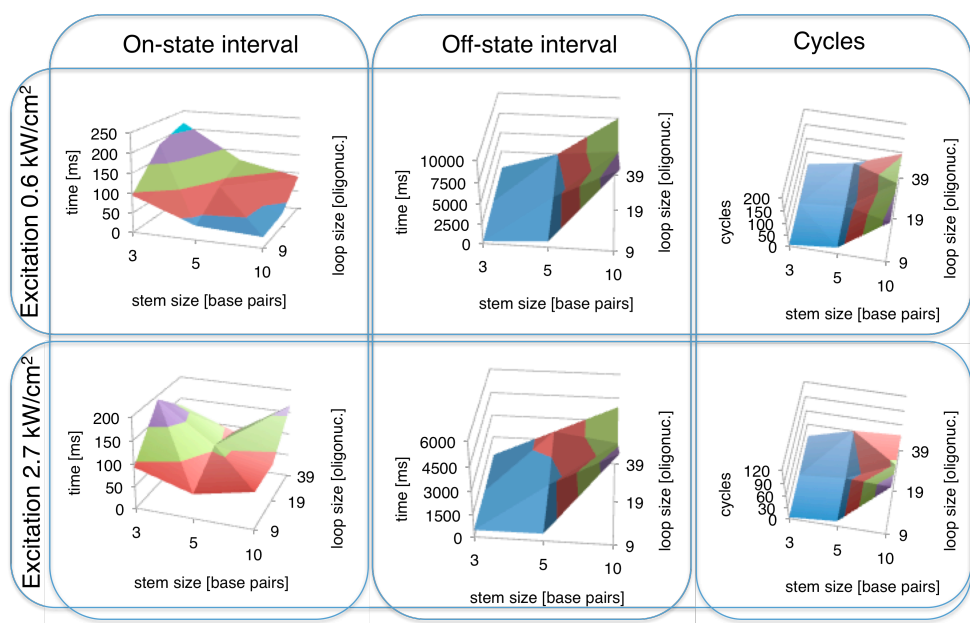 On-state interval
Off-state interval
Cycles
Excitation 0.6 kW/cm²
250
200
150
100
50
0
time [ms]
3
5
10
9
loop size [oligonuc.]
stem size [base pairs]
10000
7500
5000
2500
0
time [ms]
3
5
10
39
19
9
loop size [oligonuc.]
stem size [base pairs]
200
150
100
50
0
cycles
3
5
10
39
19
9
loop size [oligonuc.]
stem size [base pairs]
Excitation 2.7 kW/cm²
200
150
100
50
0
time [ms]
3
5
10
39
19
9
loop size [oligonuc.]
stem size [base pairs]
6000
4500
3000
1500
0
time [ms]
3
5
10
39
19
9
loop size [oligonuc.]
stem size [base pairs]
120
90
60
30
0
cycles
3
5
10
39
19
9
loop size [oligonuc.]
stem size [base pairs]